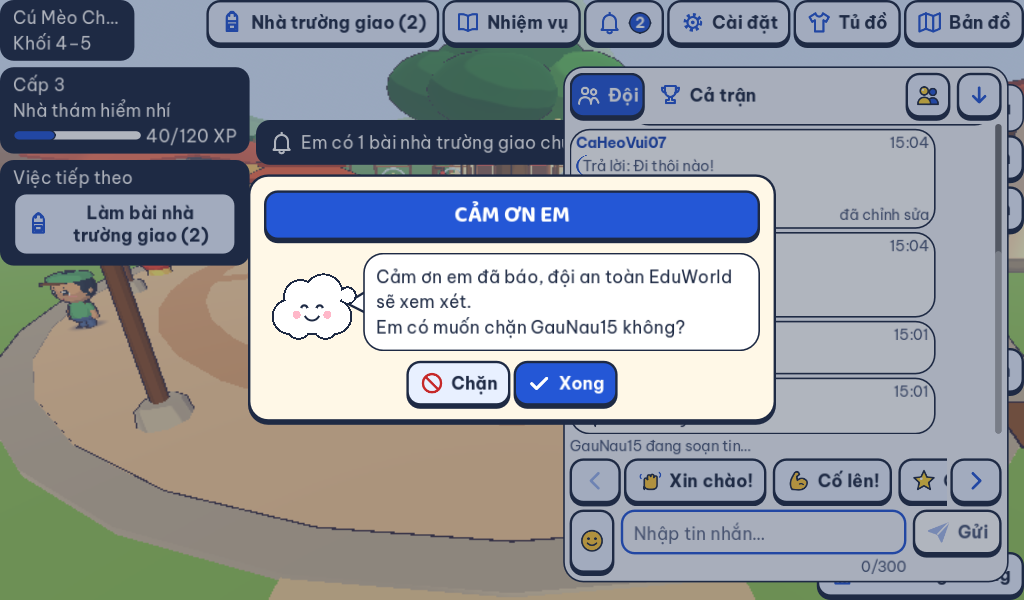 Cú Mèo Ch...
Khối 4-5
Nhà trường giao (2)
Nhiệm vụ
2
Cài đặt
Tủ đồ
Bản đồ
Cấp 3
Nhà thám hiểm nhí
40/120 XP
Việc tiếp theo
Làm bài nhà
trường giao (2)
Em có 1 bài nhà trường giao
Đội
Cả trận
CaHeoVui07
15:04
Trả lời: Đi thôi nào!
đã chỉnh sửa
15:04
15:01
15:01
CẢM ƠN EM
Cảm ơn em đã báo, đội an toàn EduWorld
sẽ xem xét.
Em có muốn chặn GauNau15 không?
Chặn
Xong
GauNau15 đang soạn tin...
Xin chào!
Cố lên!
Nhập tin nhắn...
Gửi
0/300